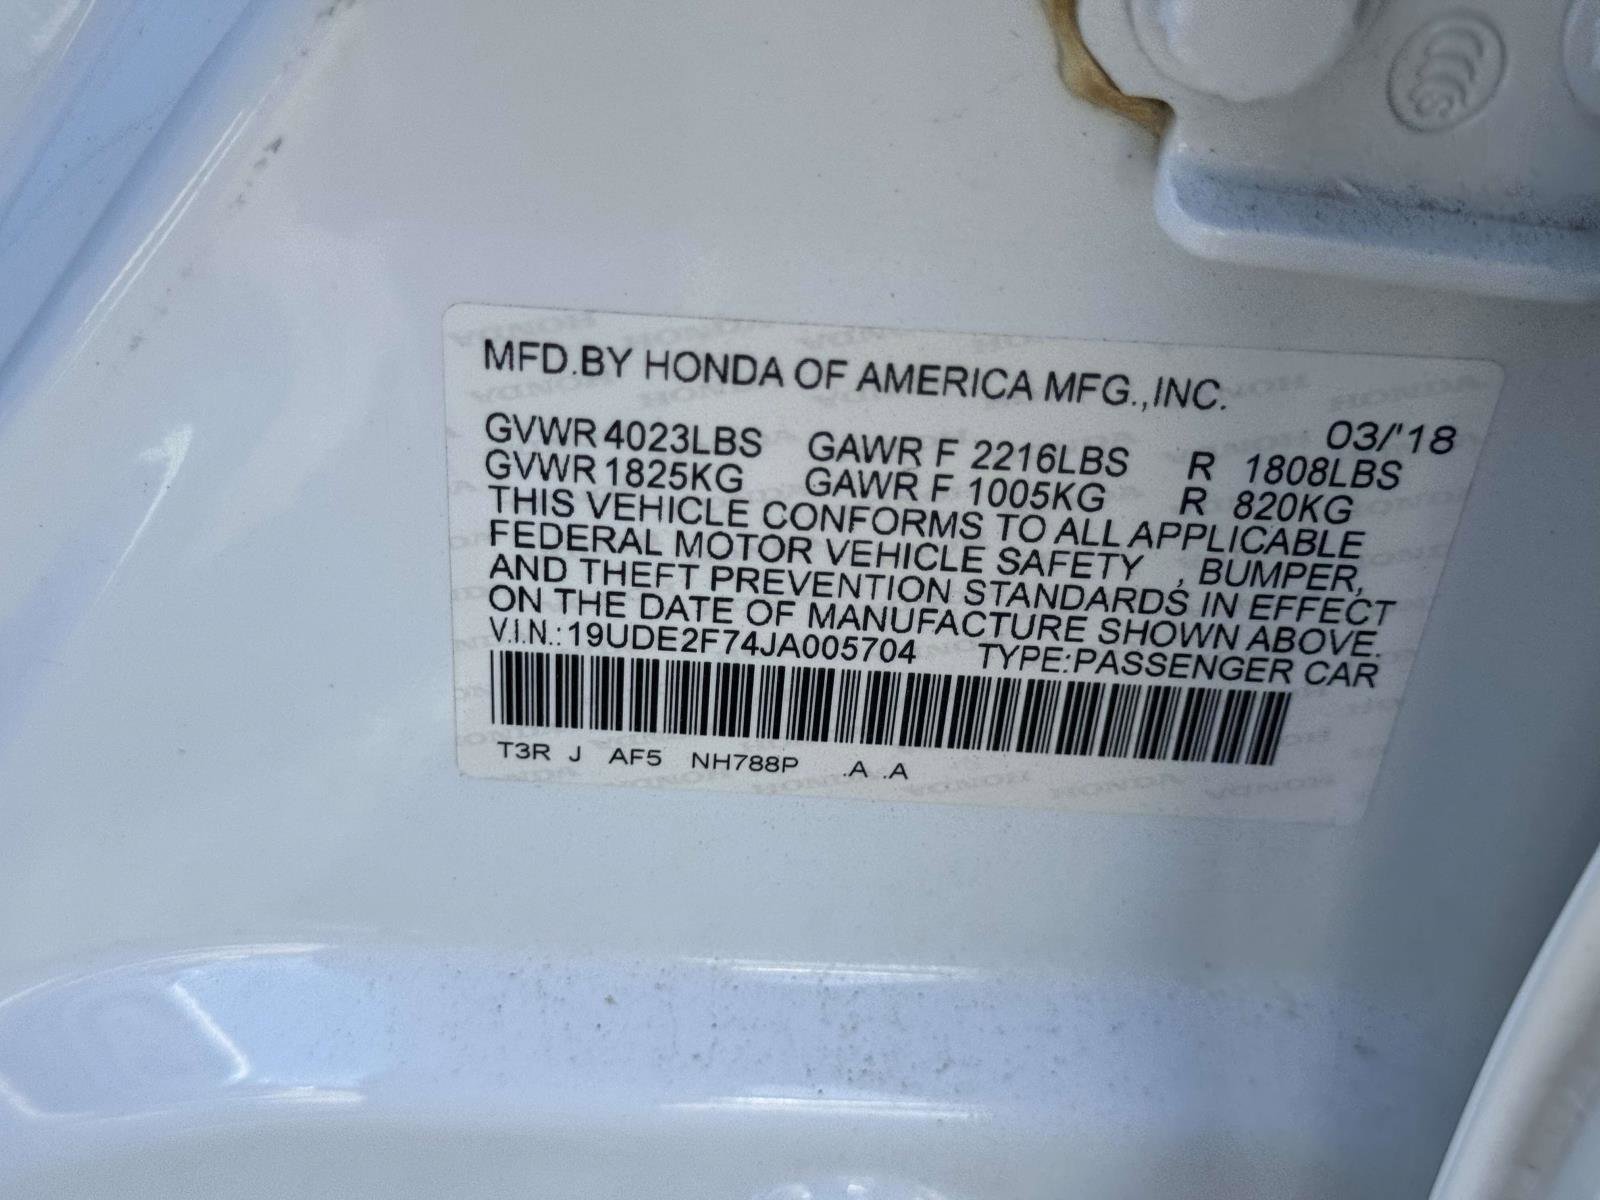 MFD.BY HONDA OF AMERICA MFG.,INC.
03/'18
GVWR 4023LBS GAWR F 2216LBS R 1808LBS
GVWR 1825KG GAWR F 1005KG R 820KG
THIS VEHICLE CONFORMS TO ALL APPLICABLE
FEDERAL MOTOR VEHICLE SAFETY , BUMPER,
AND THEFT PREVENTION STANDARDS IN EFFECT
ON THE DATE OF MANUFACTURE SHOWN ABOVE.
V.I.N.:19UDE2F74JA005704 TYPE:PASSENGER CAR
T3R J AF5 NH788P .A .A